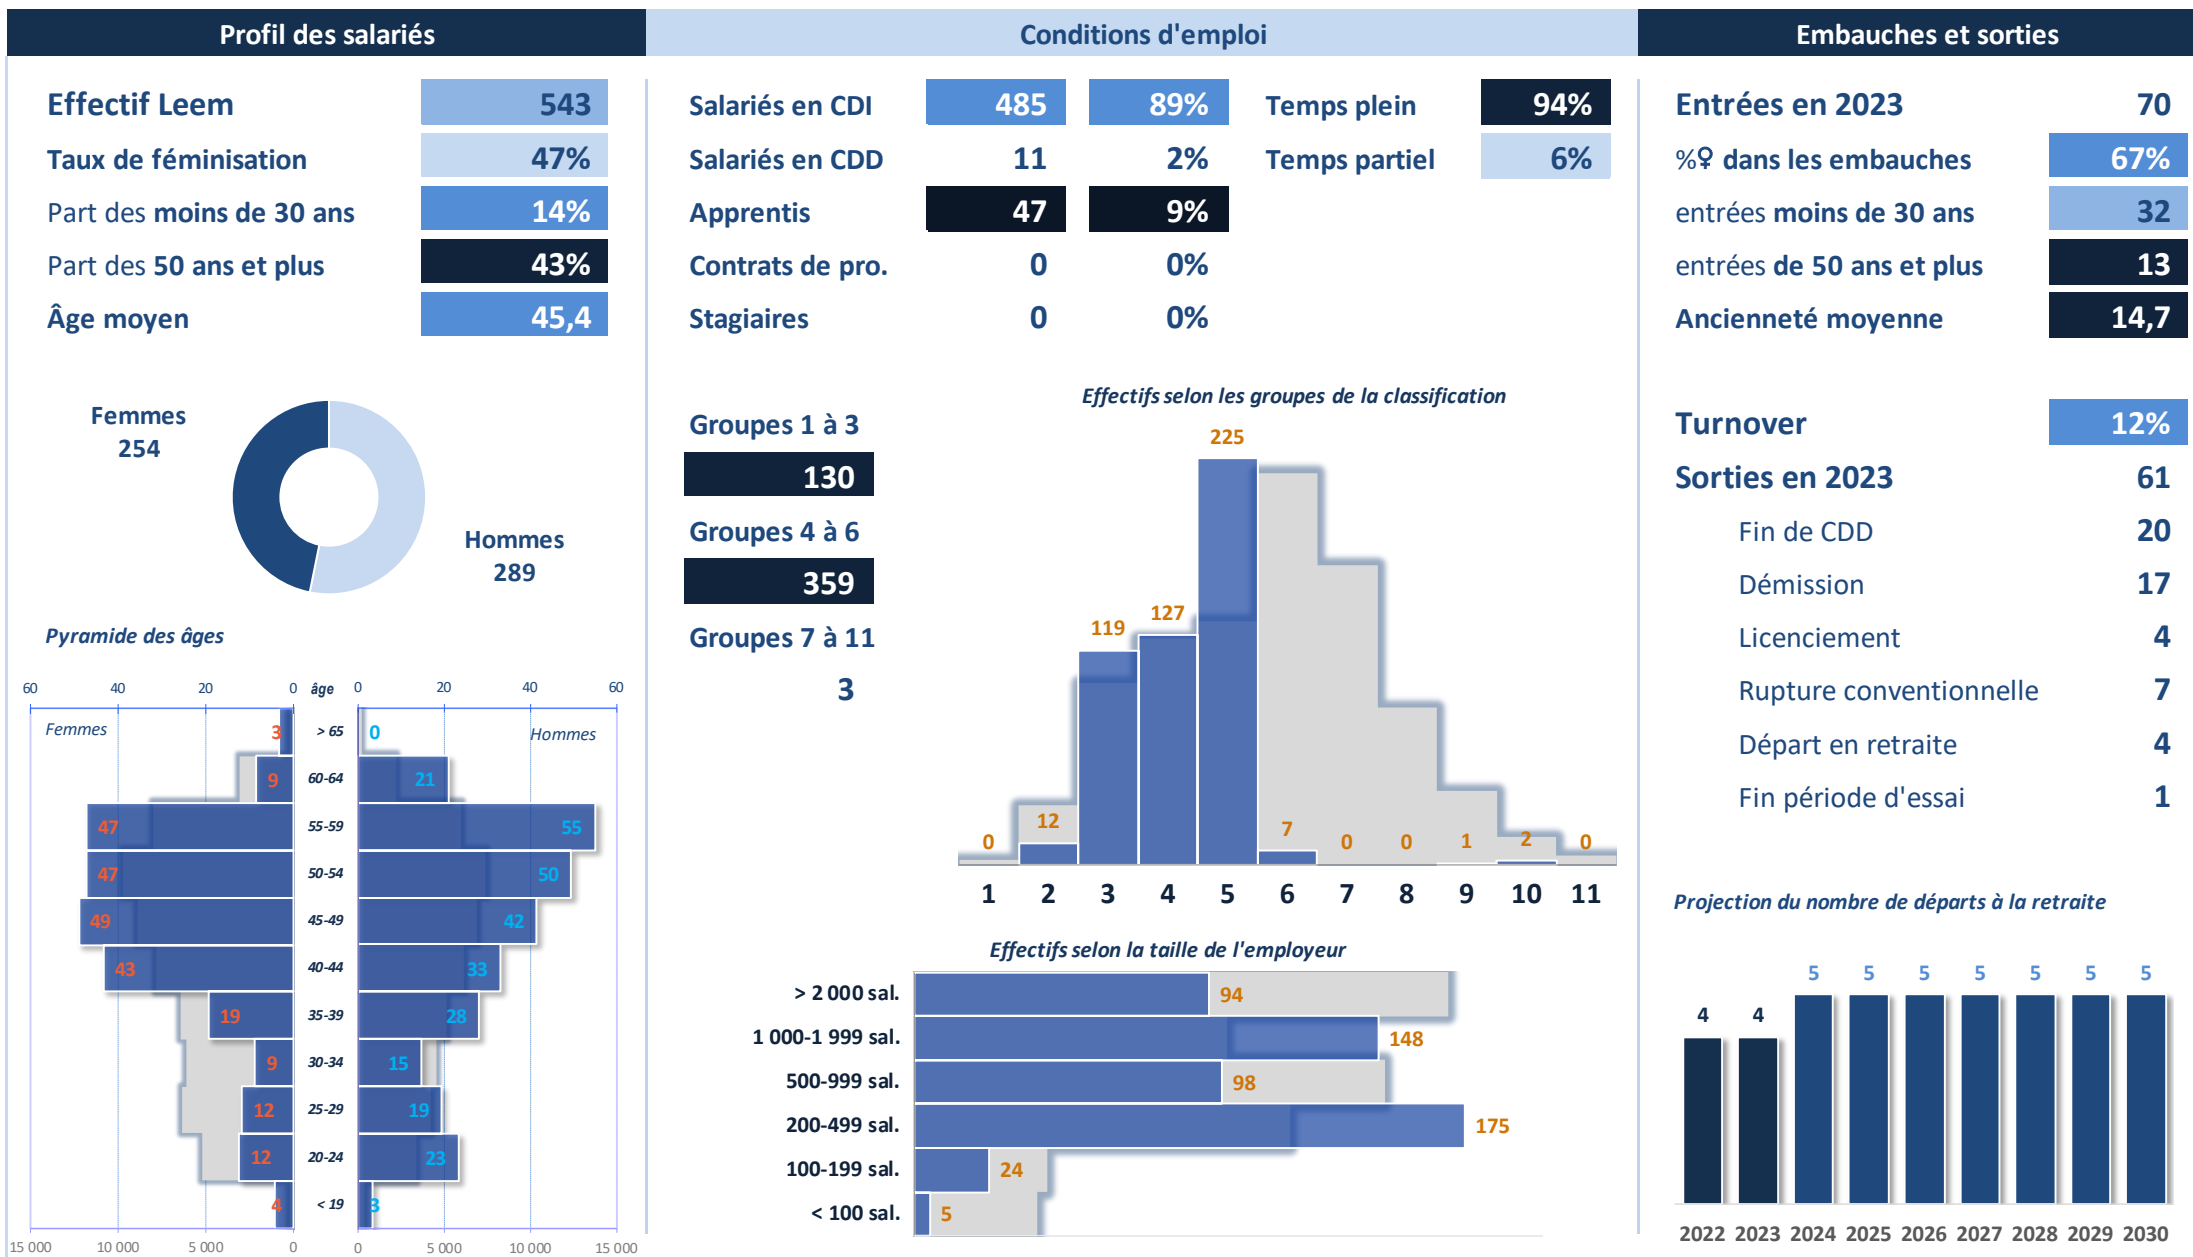 Profil des salariés
Effectif Leem 543
Taux de féminisation 47%
Part des moins de 30 ans 14%
Part des 50 ans et plus 43%
Âge moyen 45,4
Femmes
254
Hommes
289
Pyramide des âges
60 40 20 0 âge 0 20 40 60
Femmes Hommes
3 > 65 0
9 60-64 21
47 55-59 55
47 50-54 50
49 45-49 42
43 40-44 33
19 35-39 28
9 30-34 15
12 25-29 19
12 20-24 23
4 < 19 3
15 000 10 000 5 000 0 0 5 000 10 000 15 000
Conditions d'emploi
Salariés en CDI 485 89% Temps plein 94%
Salariés en CDD 11 2% Temps partiel 6%
Apprentis 47 9%
Contrats de pro. 0 0%
Stagiaires 0 0%
Groupes 1 à 3
130
Groupes 4 à 6
359
Groupes 7 à 11
3
Effectifs selon les groupes de la classification
0 12 119 127 225 7 0 0 1 2 0
1 2 3 4 5 6 7 8 9 10 11
Effectifs selon la taille de l'employeur
> 2 000 sal. 94
1 000-1 999 sal. 148
500-999 sal. 98
200-499 sal. 175
100-199 sal. 24
< 100 sal. 5
Embauches et sorties
Entrées en 2023 70
%♀ dans les embauches 67%
entrées moins de 30 ans 32
entrées de 50 ans et plus 13
Ancienneté moyenne 14,7
Turnover 12%
Sorties en 2023 61
Fin de CDD 20
Démission 17
Licenciement 4
Rupture conventionnelle 7
Départ en retraite 4
Fin période d'essai 1
Projection du nombre de départs à la retraite
4 4 5 5 5 5 5 5 5
2022 2023 2024 2025 2026 2027 2028 2029 2030